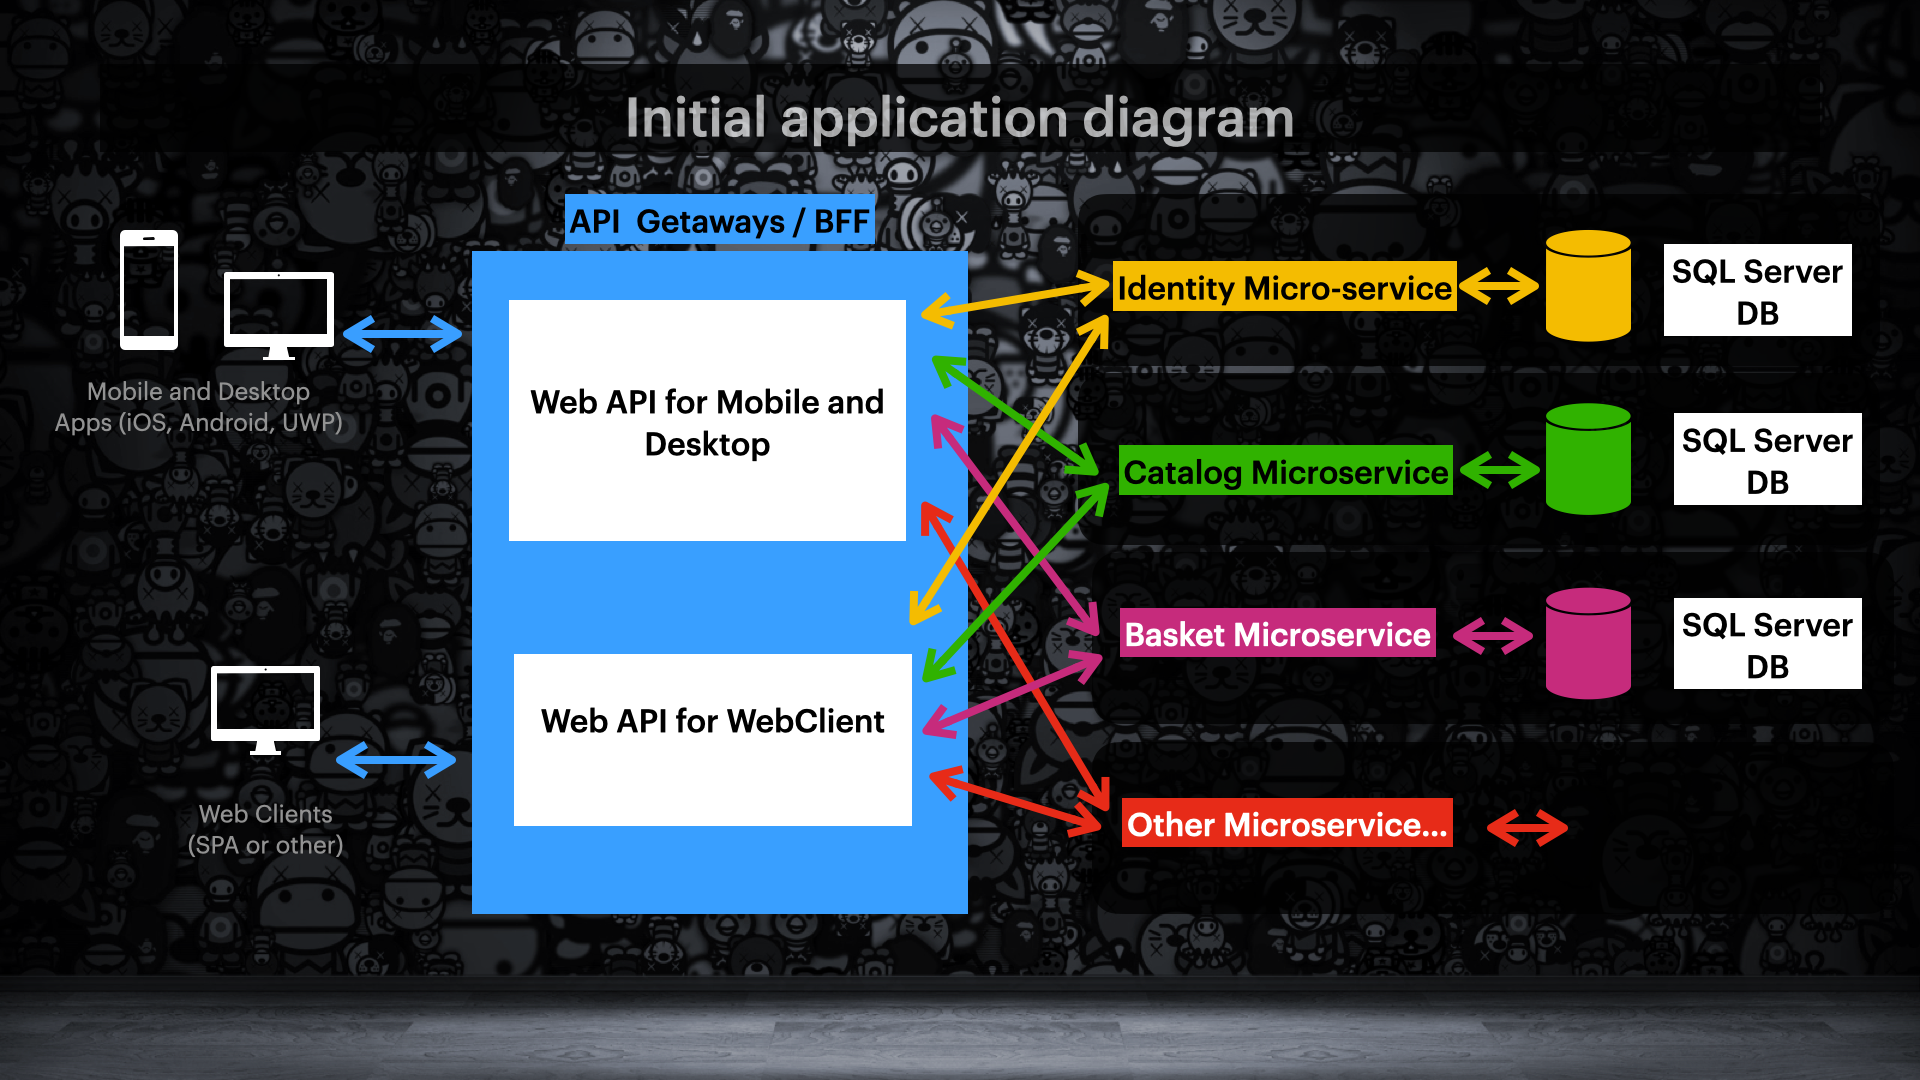 Initial application diagram
API  Getaways / BFF
Mobile and Desktop
Apps (iOS, Android, UWP)
Web API for Mobile and
Desktop
Identity Micro-service
SQL Server
DB
Catalog Microservice
SQL Server
DB
Basket Microservice
SQL Server
DB
Web API for WebClient
Web Clients
(SPA or other)
Other Microservice...